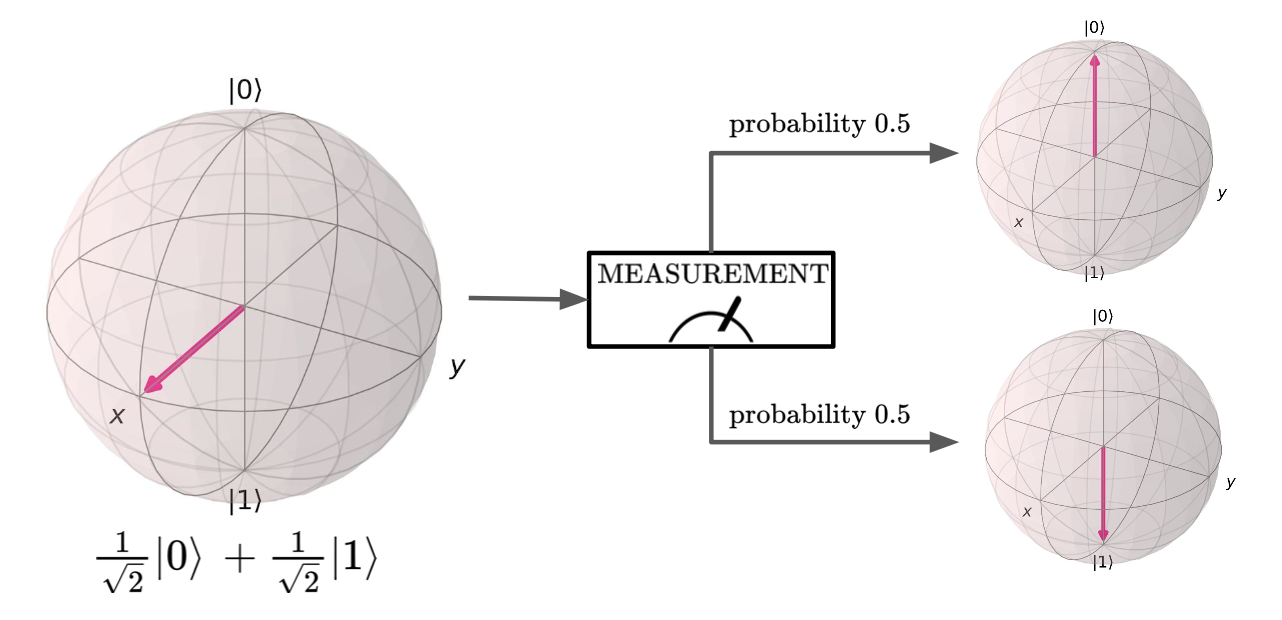 |0⟩
x
y
|1⟩
1/√2|0⟩ + 1/√2|1⟩
MEASUREMENT
probability 0.5
|0⟩
x
y
|1⟩
probability 0.5
|0⟩
x
y
|1⟩